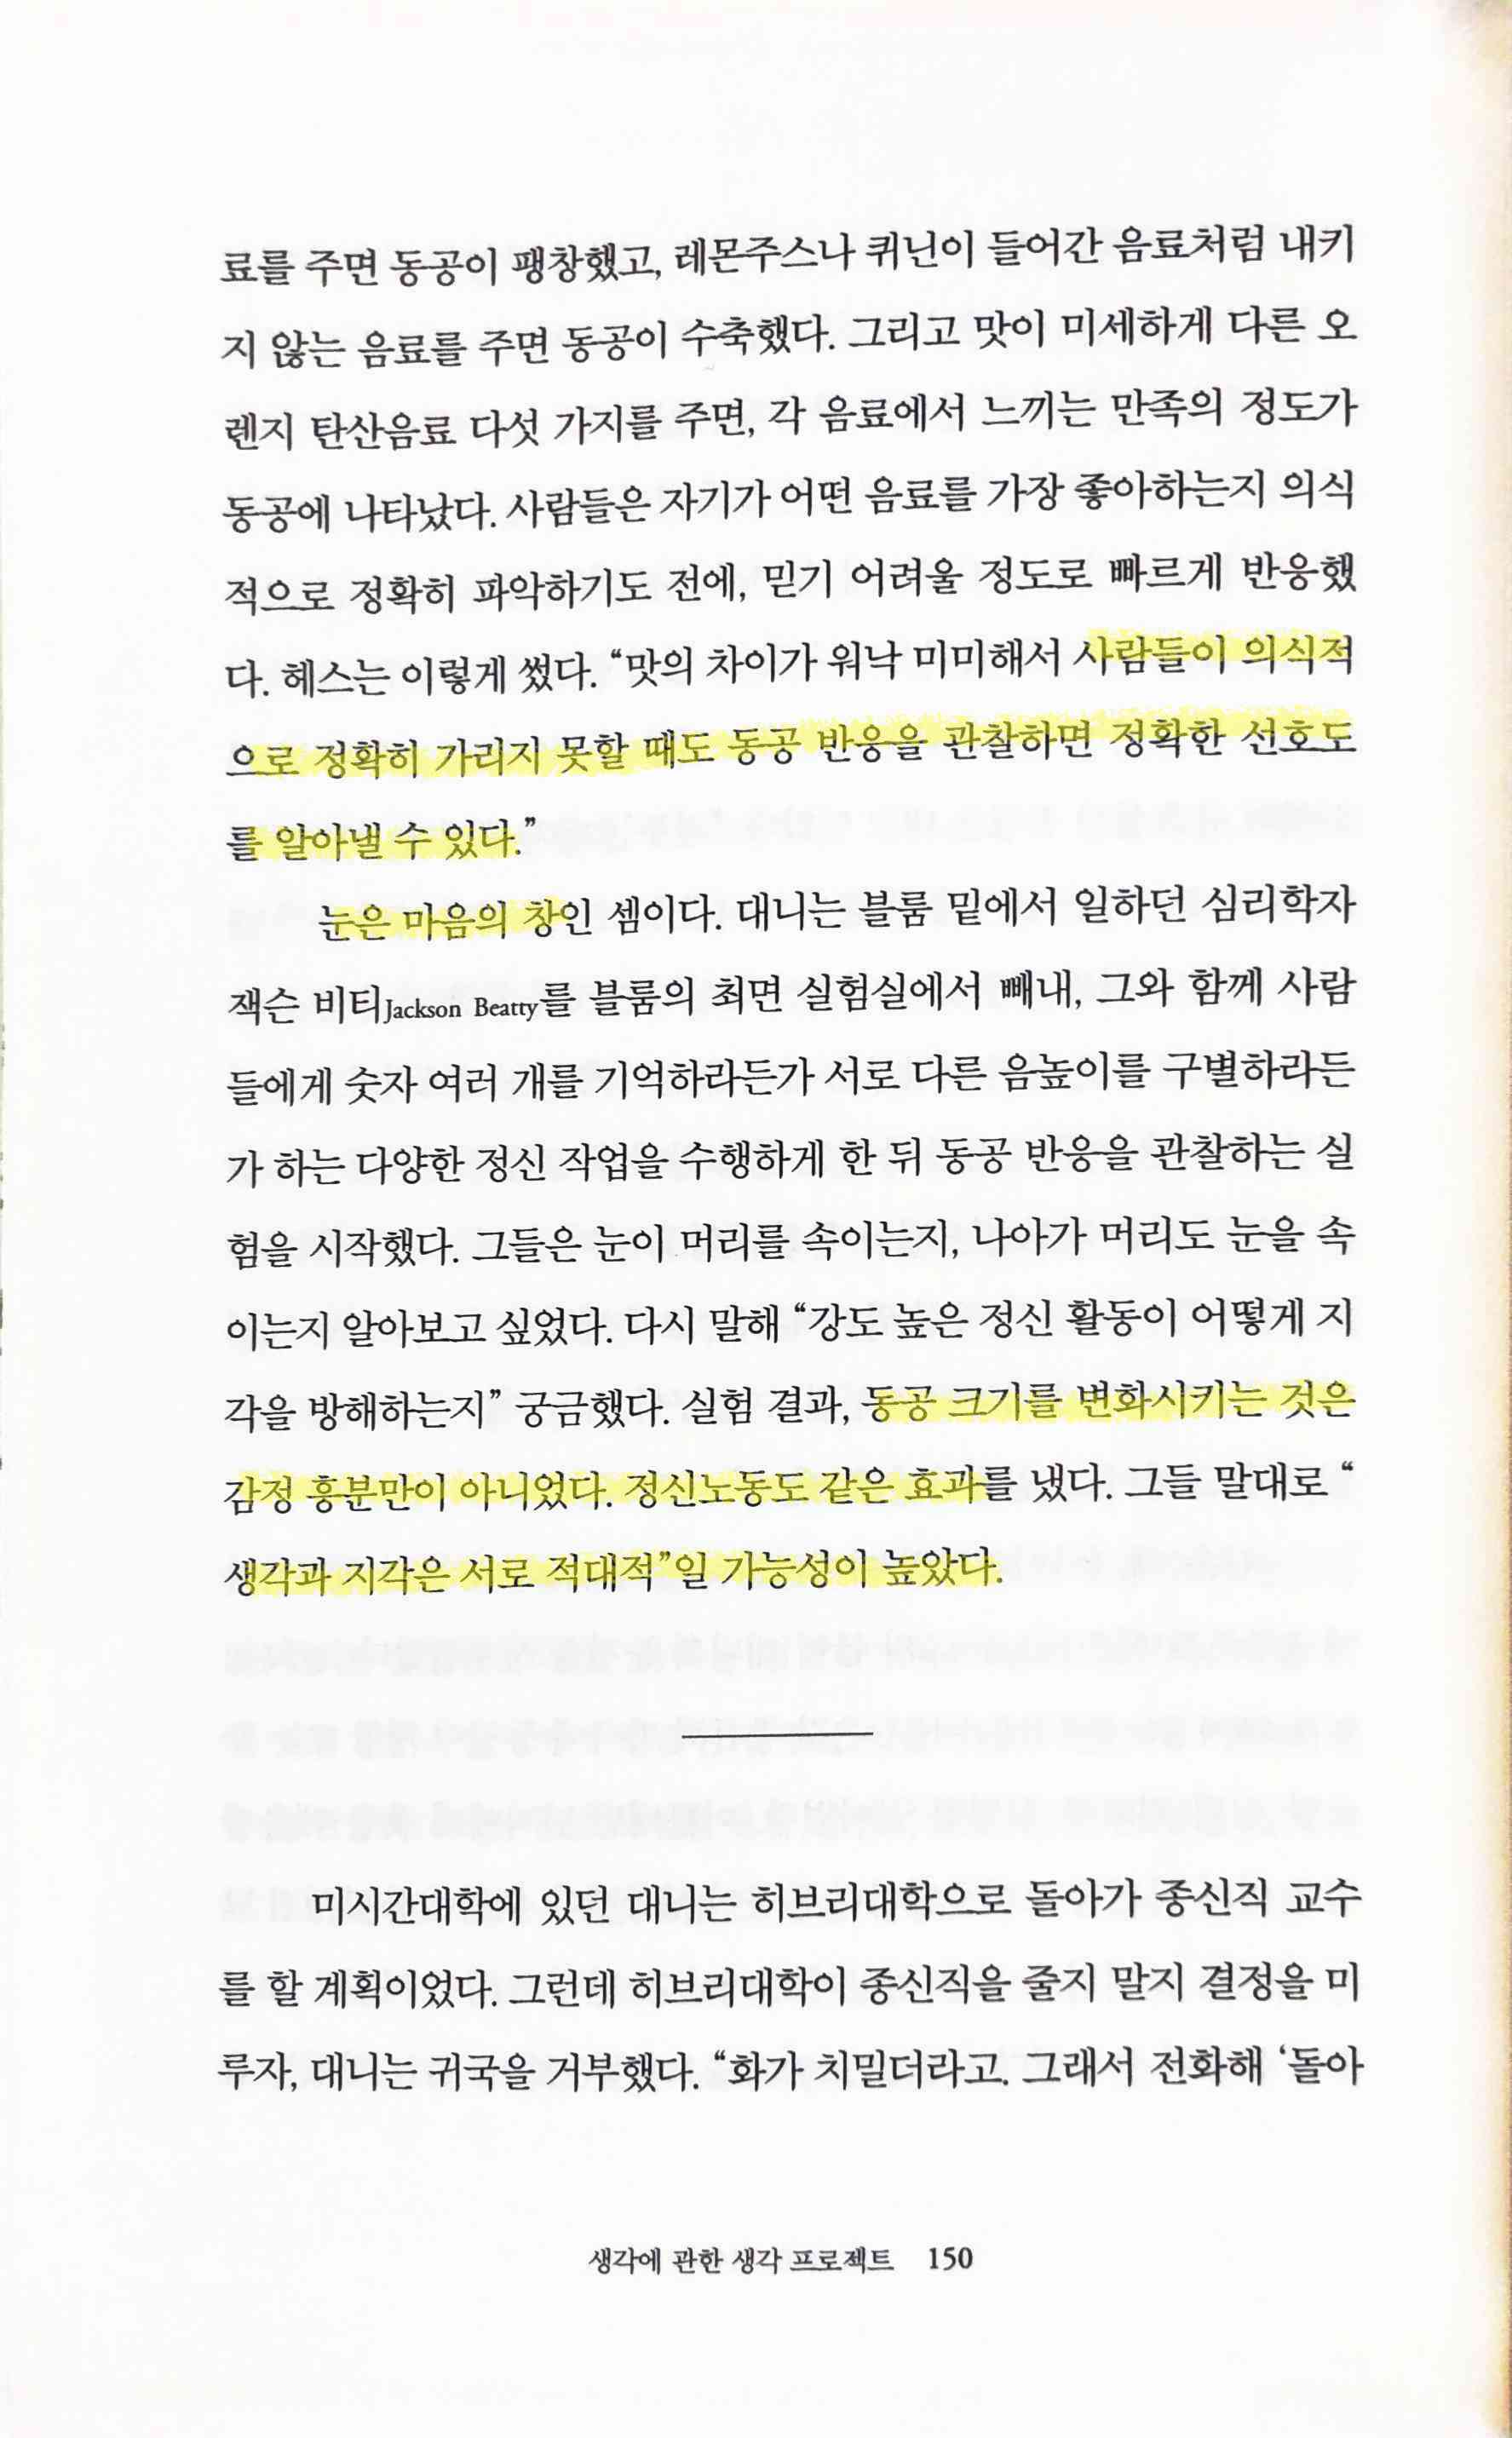 료를 주면 동공이 팽창했고, 레몬주스나 퀴닌이 들어간 음료처럼 내키
지 않는 음료를 주면 동공이 수축했다. 그리고 맛이 미세하게 다른 오
렌지 탄산음료 다섯 가지를 주면, 각 음료에서 느끼는 만족의 정도가
동공에 나타났다. 사람들은 자기가 어떤 음료를 가장 좋아하는지 의식
적으로 정확히 파악하기도 전에, 믿기 어려울 정도로 빠르게 반응했
다. 헤스는 이렇게 썼다. “맛의 차이가 워낙 미미해서 사람들이 의식적
으로 정확히 가리지 못할 때도 동공 반응을 관찰하면 정확한 선호도
를 알아낼 수 있다.”
눈은 마음의 창인 셈이다. 대니는 블룸 밑에서 일하던 심리학자
잭슨 비티Jackson Beatty를 블룸의 최면 실험실에서 빼내, 그와 함께 사람
들에게 숫자 여러 개를 기억하라든가 서로 다른 음높이를 구별하라든
가 하는 다양한 정신 작업을 수행하게 한 뒤 동공 반응을 관찰하는 실
험을 시작했다. 그들은 눈이 머리를 속이는지, 나아가 머리도 눈을 속
이는지 알아보고 싶었다. 다시 말해 “강도 높은 정신 활동이 어떻게 지
각을 방해하는지” 궁금했다. 실험 결과, 동공 크기를 변화시키는 것은
감정 흥분만이 아니었다. 정신노동도 같은 효과를 냈다. 그들 말대로 “
생각과 지각은 서로 적대적”일 가능성이 높았다.
미시간대학에 있던 대니는 히브리대학으로 돌아가 종신직 교수
를 할 계획이었다. 그런데 히브리대학이 종신직을 줄지 말지 결정을 미
루자, 대니는 귀국을 거부했다. “화가 치밀더라고. 그래서 전화해 ‘돌아
생각에 관한 생각 프로젝트 150